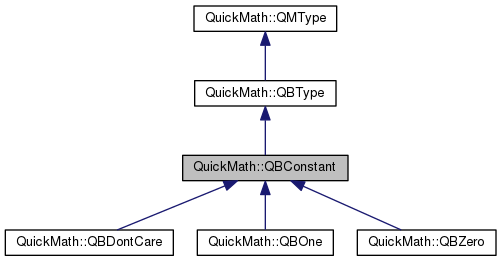 QuickMath::QMType
QuickMath::QBType
QuickMath::QBConstant
QuickMath::QBDontCare
QuickMath::QBOne
QuickMath::QBZero